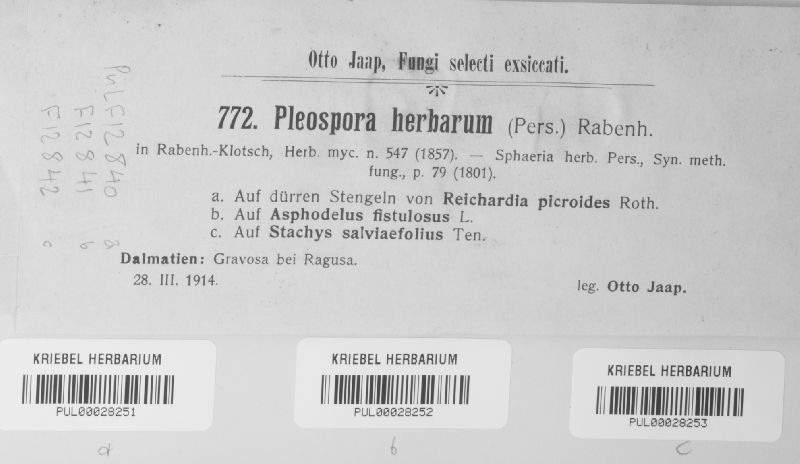 Otto Jaap, Fungi selecti exsiccati.
772. Pleospora herbarum (Pers.) Rabenh.
in Rabenh.-Klotsch, Herb. myc. n. 547 (1857). — Sphaeria herb. Pers., Syn. meth.
fung., p. 79 (1801).
a. Auf dürren Stengeln von Reichardia picroides Roth.
b. Auf Asphodelus fistulosus L.
c. Auf Stachys salviaefolius Ten.
Dalmatien: Gravosa bei Ragusa.
28. III. 1914.
leg. Otto Jaap.
PuLF12840 a
F12841 b
F12842 c
KRIEBEL HERBARIUM
PUL00028251
a
KRIEBEL HERBARIUM
PUL00028252
b
KRIEBEL HERBARIUM
PUL00028253
c